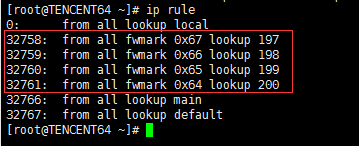 [root@TENCENT64 ~]# ip rule
0:      from all lookup local
32758:  from all fwmark 0x67 lookup 197
32759:  from all fwmark 0x66 lookup 198
32760:  from all fwmark 0x65 lookup 199
32761:  from all fwmark 0x64 lookup 200
32766:  from all lookup main
32767:  from all lookup default
[root@TENCENT64 ~]#